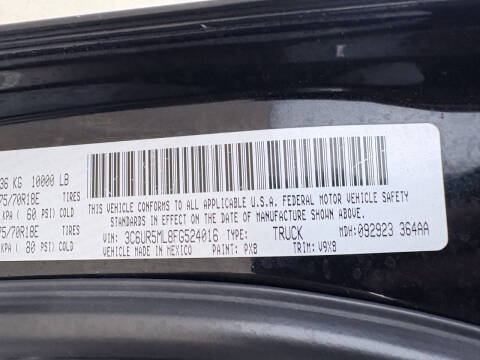 36 KG 10000 LB
75/70R18E TIRES
KPA ( 60 PSI) COLD
75/70R18E TIRES
KPA ( 80 PSI) COLD
THIS VEHICLE CONFORMS TO ALL APPLICABLE U.S.A. FEDERAL MOTOR VEHICLE SAFETY
STANDARDS IN EFFECT ON THE DATE OF MANUFACTURE SHOWN ABOVE.
VIN: 3C6UR5ML8FG524016 TYPE: TRUCK MDH: 092923 364AA
VEHICLE MADE IN MEXICO PAINT: PX8 TRIM: V9X8